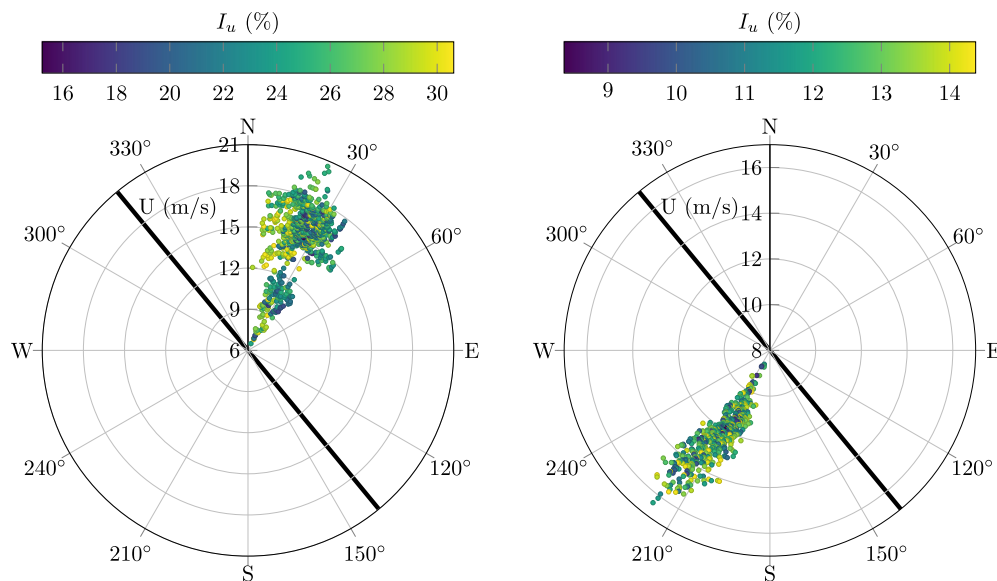 I_u (%)
16 18 20 22 24 26 28 30
N
330° 21 30°
18
U (m/s)
300° 15 60°
12
9
W 6 E
240° 120°
210° 150°
S
I_u (%)
9 10 11 12 13 14
N
330° 30°
16
U (m/s)
300° 14 60°
12
10
W 8 E
240° 120°
210° 150°
S